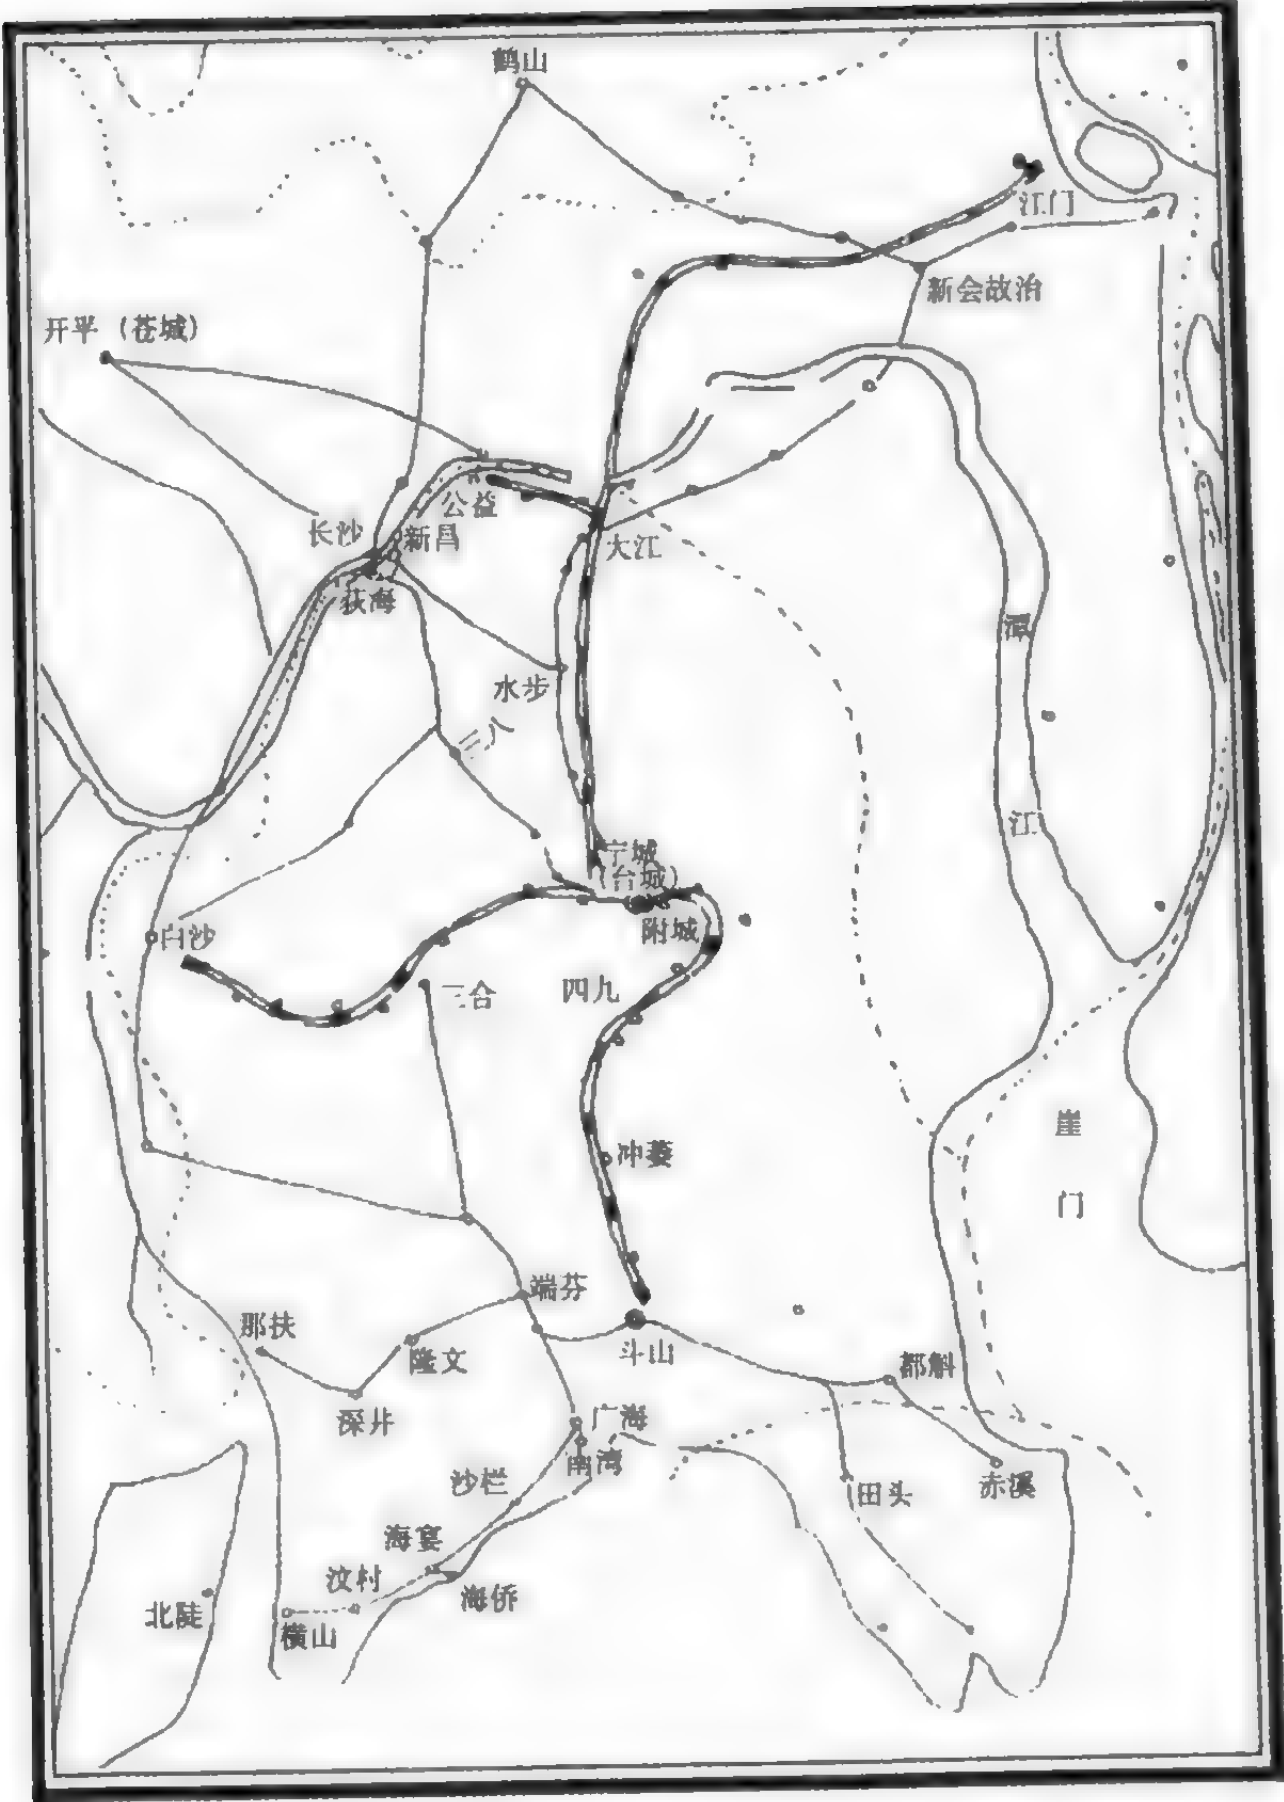 鹤山
江门
新会故治
开平（苍城）
公益
长沙
新昌
大江
荻海
潭
水步
三八
江
宁城
（台城）
附城
白沙
三合
四九
崖
冲蒌
门
端芬
那扶
斗山
隆文
都斛
深井
广海
南湾
沙栏
田头
赤溪
海宴
汶村
海侨
北陡
横山